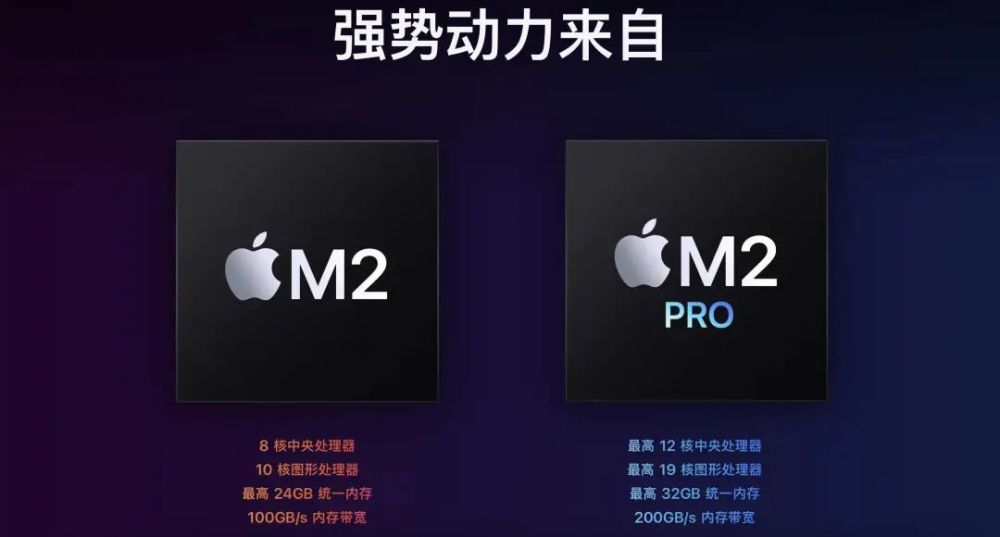 强势动力来自
M2
8 核中央处理器
10 核图形处理器
最高 24GB 统一内存
100GB/s 内存带宽
M2
PRO
最高 12 核中央处理器
最高 19 核图形处理器
最高 32GB 统一内存
200GB/s 内存带宽